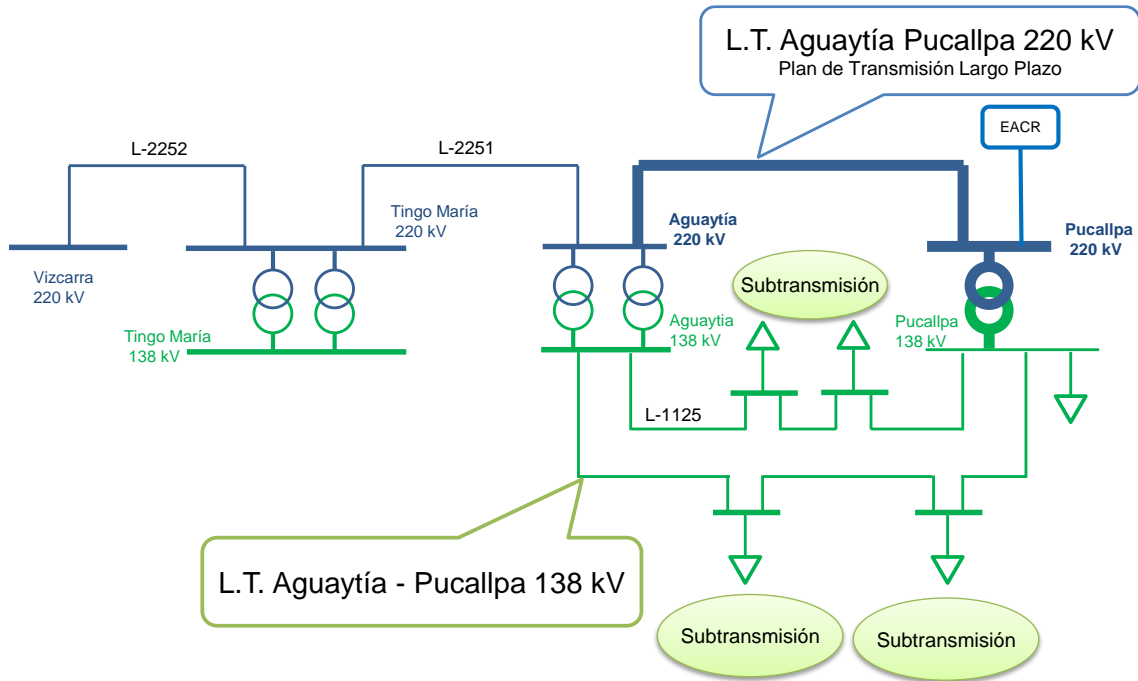 L.T. Aguaytía Pucallpa 220 kV
Plan de Transmisión Largo Plazo
EACR
L-2252
L-2251
Tingo María
220 kV
Aguaytía
220 kV
Pucallpa
220 kV
Vizcarra
220 kV
Subtransmisión
Tingo María
138 kV
Aguaytia
138 kV
Pucallpa
138 kV
L-1125
L.T. Aguaytía - Pucallpa 138 kV
Subtransmisión
Subtransmisión